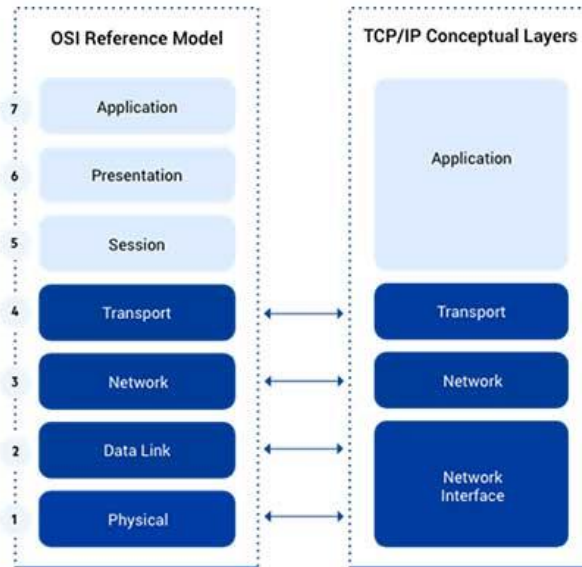 OSI Reference Model
7
Application
6
Presentation
5
Session
4
Transport
3
Network
2
Data Link
1
Physical
TCP/IP Conceptual Layers
Application
Transport
Network
Network
Interface